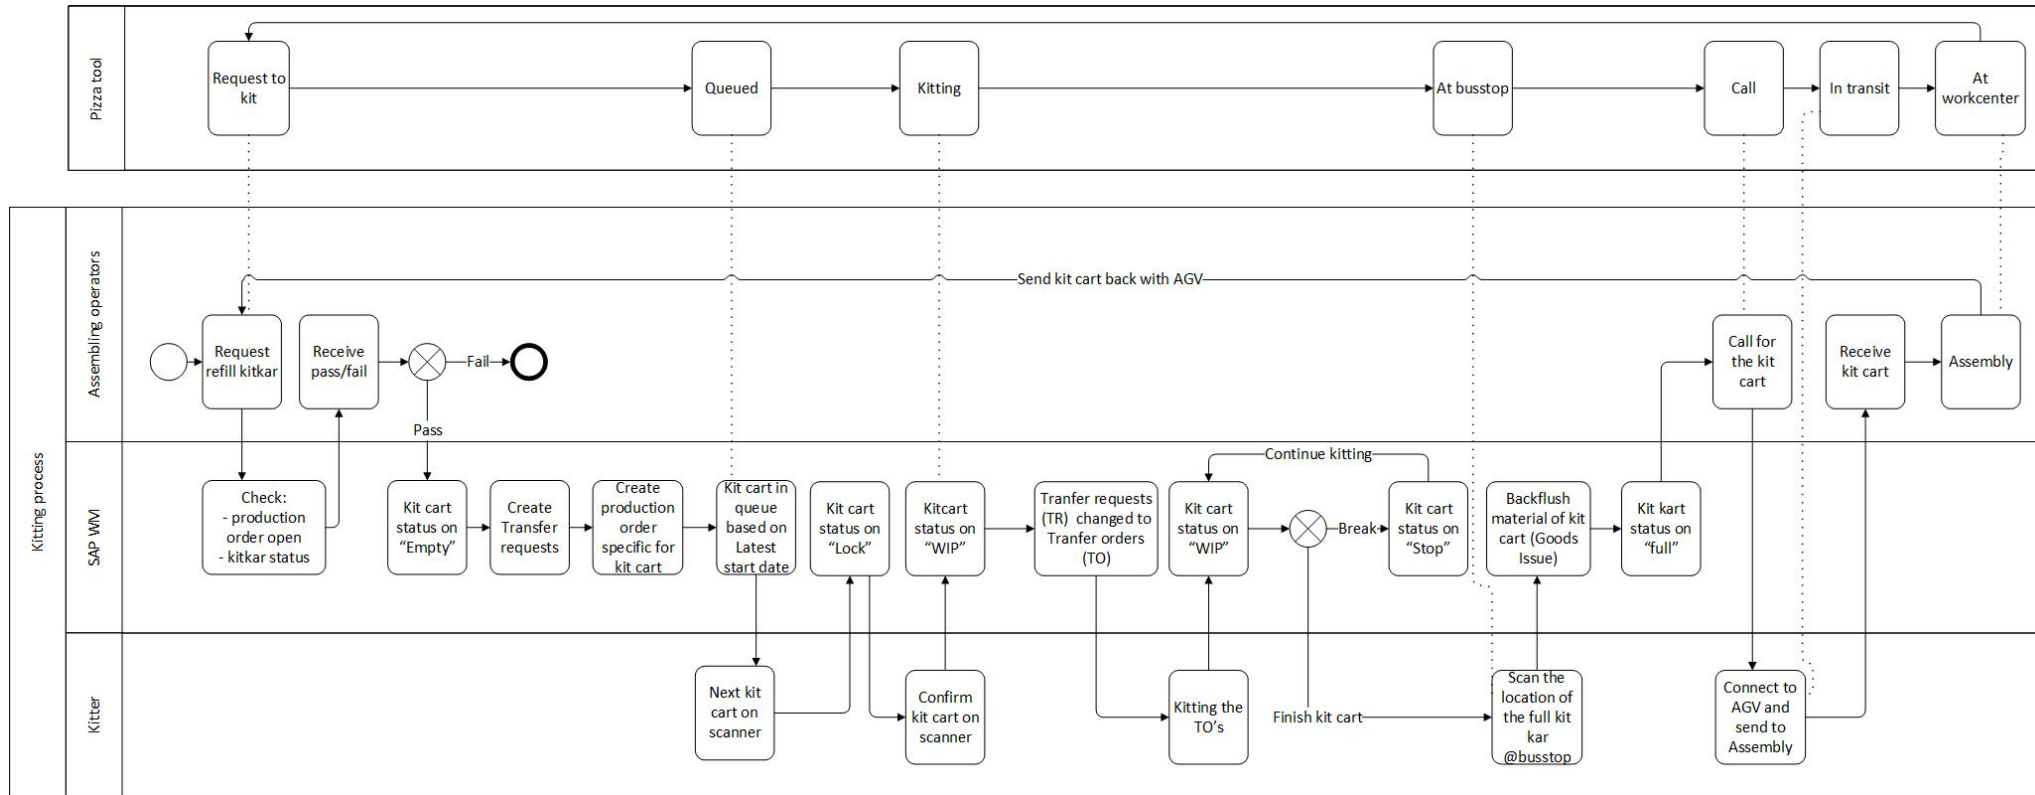 Pizza tool
Request to
kit
Queued
Kitting
At busstop
Call
In transit
At
workcenter
Kitting process
Assembling operators
Send kit cart back with AGV
Request
refill kitkar
Receive
pass/fail
Fail
Pass
Call for
the kit
cart
Receive
kit cart
Assembly
SAP WM
Check:
- production
order open
- kitkar status
Kit cart
status on
“Empty”
Create
Transfer
requests
Create
production
order
specific for
kit cart
Kit cart in
queue
based on
Latest
start date
Kit cart
status on
“Lock”
Kitcart
status on
“WIP”
Tranfer requests
(TR) changed to
Tranfer orders
(TO)
Kit cart
status on
“WIP”
Continue kitting
Break
Kit cart
status on
“Stop”
Backflush
material of kit
cart (Goods
Issue)
Kit kart
status on
“full”
Kitter
Next kit
cart on
scanner
Confirm
kit cart on
scanner
Kitting the
TO’s
Finish kit cart
Scan the
location of
the full kit
kar
@busstop
Connect to
AGV and
send to
Assembly